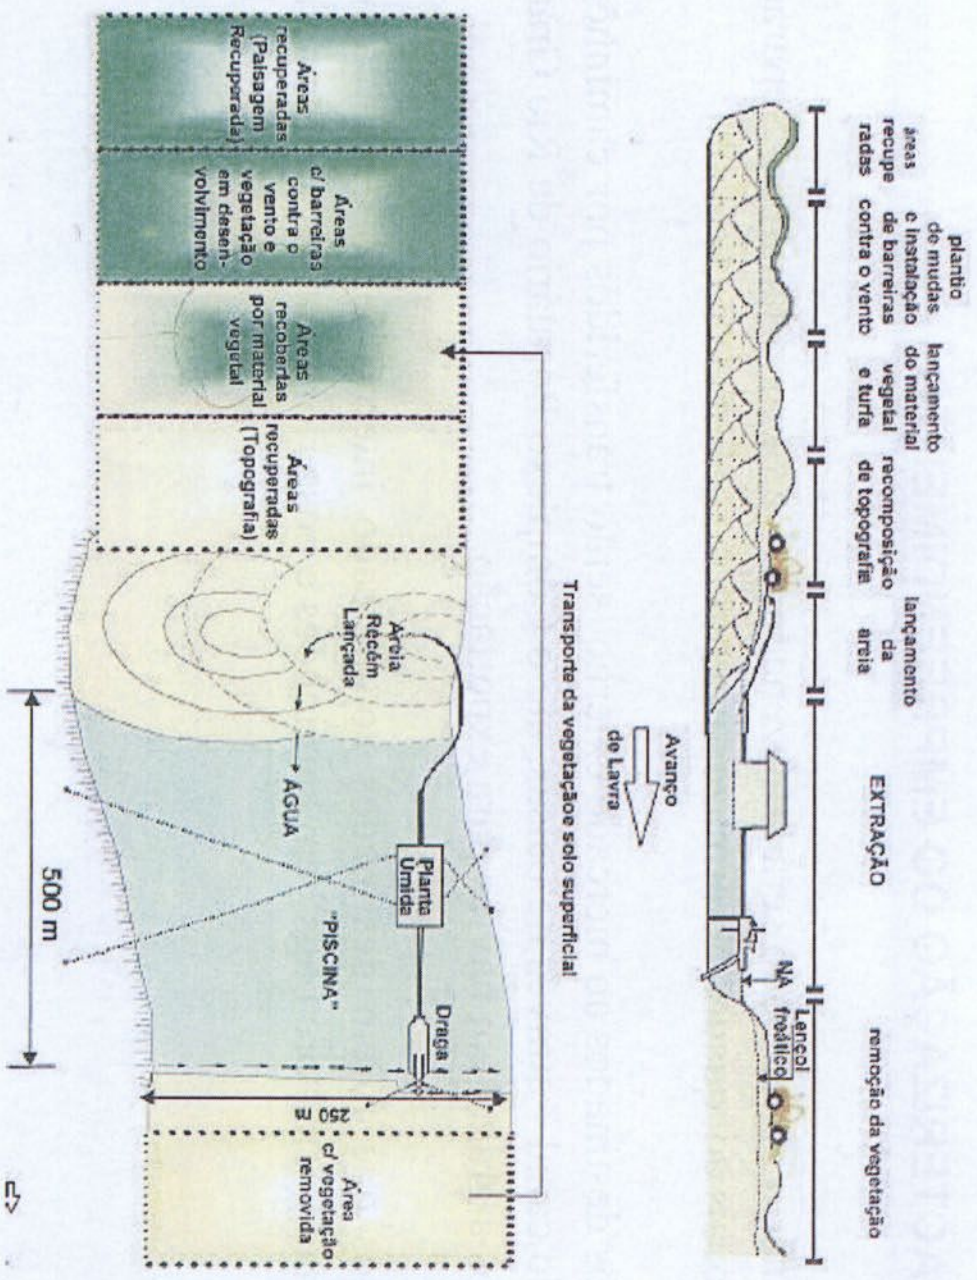 plantio
de mudas
e instalação
de barreiras
contra o vento
áreas
recupe
radas
lançamento
do material
vegetal
e turfa
recomposição
de topografia
lançamento
da
areia
EXTRAÇÃO
remoção da vegetação
NA
Lençol
freático
Avanço
de Lavra
Transporte da vegetaçãoe solo superficial
Áreas
recuperadas
(Paisagem
Recuperada)
Áreas
c/ barreiras
contra o
vento e
vegetação
em desen-
volvimento
Áreas
recobertas
por material
vegetal
Áreas
recuperadas
(Topografia)
Areia
Recém
Lançada
ÁGUA
Planta
Úmida
"PISCINA"
Draga
250 m
Área
c/ vegetação
removida
500 m